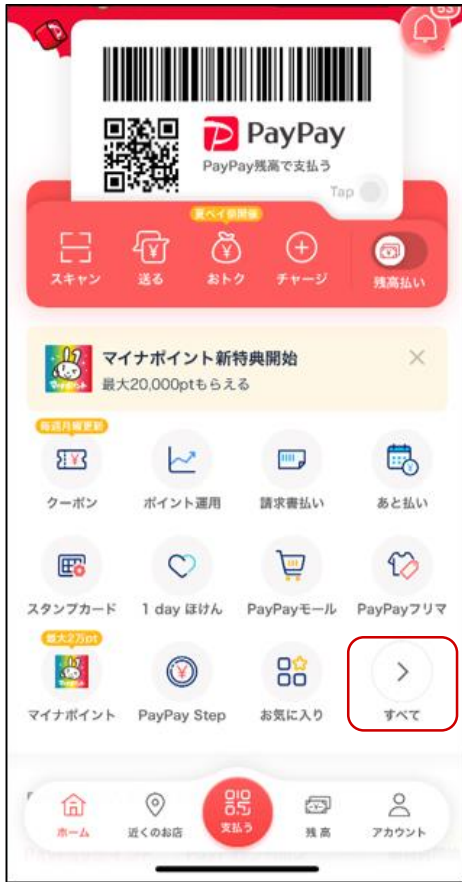 53
PayPay
PayPay残高で支払う
Tap
スキャン
送る
おトク
チャージ
残高払い
マイナポイント新特典開始
最大20,000ptもらえる
毎週月曜更新
クーポン
ポイント運用
請求書払い
あと払い
スタンプカード
1 day ほけん
PayPayモール
PayPayフリマ
最大2万pt
マイナポイント
PayPay Step
お気に入り
すべて
ホーム
近くのお店
支払う
残高
アカウント